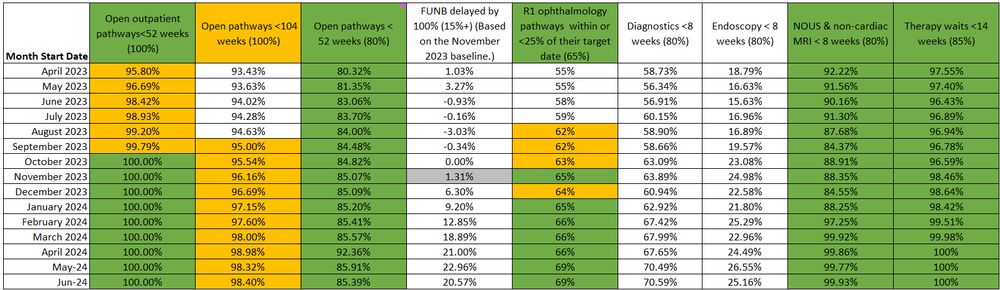 Month Start Date | Open outpatient pathways<52 weeks (100%) | Open pathways <104 weeks (100%) | Open pathways < 52 weeks (80%) | FUNB delayed by 100% (15%+) (Based on the November 2023 baseline.) | R1 ophthalmology pathways within or <25% of their target date (65%) | Diagnostics <8 weeks (80%) | Endoscopy < 8 weeks (80%) | NOUS & non-cardiac MRI < 8 weeks (80%) | Therapy waits <14 weeks (85%)
April 2023 | 95.80% | 93.43% | 80.32% | 1.03% | 55% | 58.73% | 18.79% | 92.22% | 97.55%
May 2023 | 96.69% | 93.63% | 81.35% | 3.27% | 55% | 56.34% | 16.63% | 91.56% | 97.40%
June 2023 | 98.42% | 94.02% | 83.06% | -0.93% | 58% | 56.91% | 15.63% | 90.16% | 96.43%
July 2023 | 98.93% | 94.28% | 83.70% | -0.16% | 59% | 60.15% | 16.96% | 91.30% | 96.89%
August 2023 | 99.20% | 94.63% | 84.00% | -3.03% | 62% | 58.90% | 16.89% | 87.68% | 96.94%
September 2023 | 99.79% | 95.00% | 84.48% | -0.34% | 62% | 58.66% | 19.57% | 84.37% | 96.78%
October 2023 | 100.00% | 95.54% | 84.82% | 0.00% | 63% | 63.09% | 23.08% | 88.91% | 96.59%
November 2023 | 100.00% | 96.16% | 85.07% | 1.31% | 65% | 63.89% | 24.98% | 88.35% | 98.46%
December 2023 | 100.00% | 96.69% | 85.09% | 6.30% | 64% | 60.94% | 22.58% | 84.55% | 98.64%
January 2024 | 100.00% | 97.15% | 85.20% | 9.20% | 65% | 62.92% | 21.80% | 88.25% | 98.42%
February 2024 | 100.00% | 97.60% | 85.41% | 12.85% | 66% | 67.42% | 25.29% | 97.25% | 99.51%
March 2024 | 100.00% | 98.00% | 85.57% | 18.89% | 66% | 67.99% | 22.96% | 99.92% | 99.98%
April 2024 | 100.00% | 98.98% | 92.36% | 21.00% | 66% | 67.65% | 24.49% | 99.86% | 100%
May-24 | 100.00% | 98.32% | 85.91% | 22.96% | 69% | 70.49% | 26.55% | 99.77% | 100%
Jun-24 | 100.00% | 98.40% | 85.39% | 20.57% | 69% | 70.59% | 25.16% | 99.93% | 100%